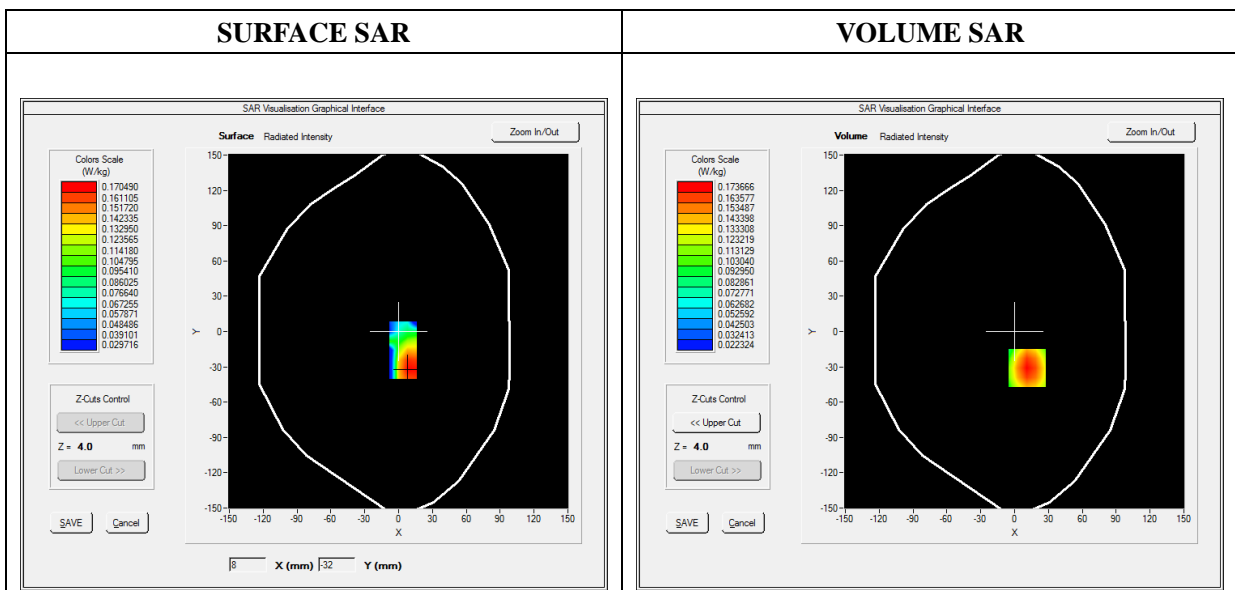 SURFACE SAR
VOLUME SAR
SAR Visualisation Graphical Interface
Surface Radiated Intensity
Zoom In/Out
Colors Scale
(W/kg)
0.170490
0.161105
0.151720
0.142335
0.132950
0.123565
0.114180
0.104795
0.095410
0.086025
0.076640
0.067255
0.057871
0.048486
0.039101
0.029716
Z-Cuts Control
<< Upper Cut
Z = 4.0 mm
Lower Cut >>
SAVE Cancel
150
120
90
60
30
0
-30
-60
-90
-120
-150
Y
-150 -120 -90 -60 -30 0 30 60 90 120 150
X
8 X (mm) -32 Y (mm)
SAR Visualisation Graphical Interface
Volume Radiated Intensity
Zoom In/Out
Colors Scale
(W/kg)
0.173666
0.163577
0.153487
0.143398
0.133308
0.123219
0.113129
0.103040
0.092950
0.082861
0.072771
0.062682
0.052592
0.042503
0.032413
0.022324
Z-Cuts Control
<< Upper Cut
Z = 4.0 mm
Lower Cut >>
SAVE Cancel
150
120
90
60
30
0
-30
-60
-90
-120
-150
Y
-150 -120 -90 -60 -30 0 30 60 90 120 150
X